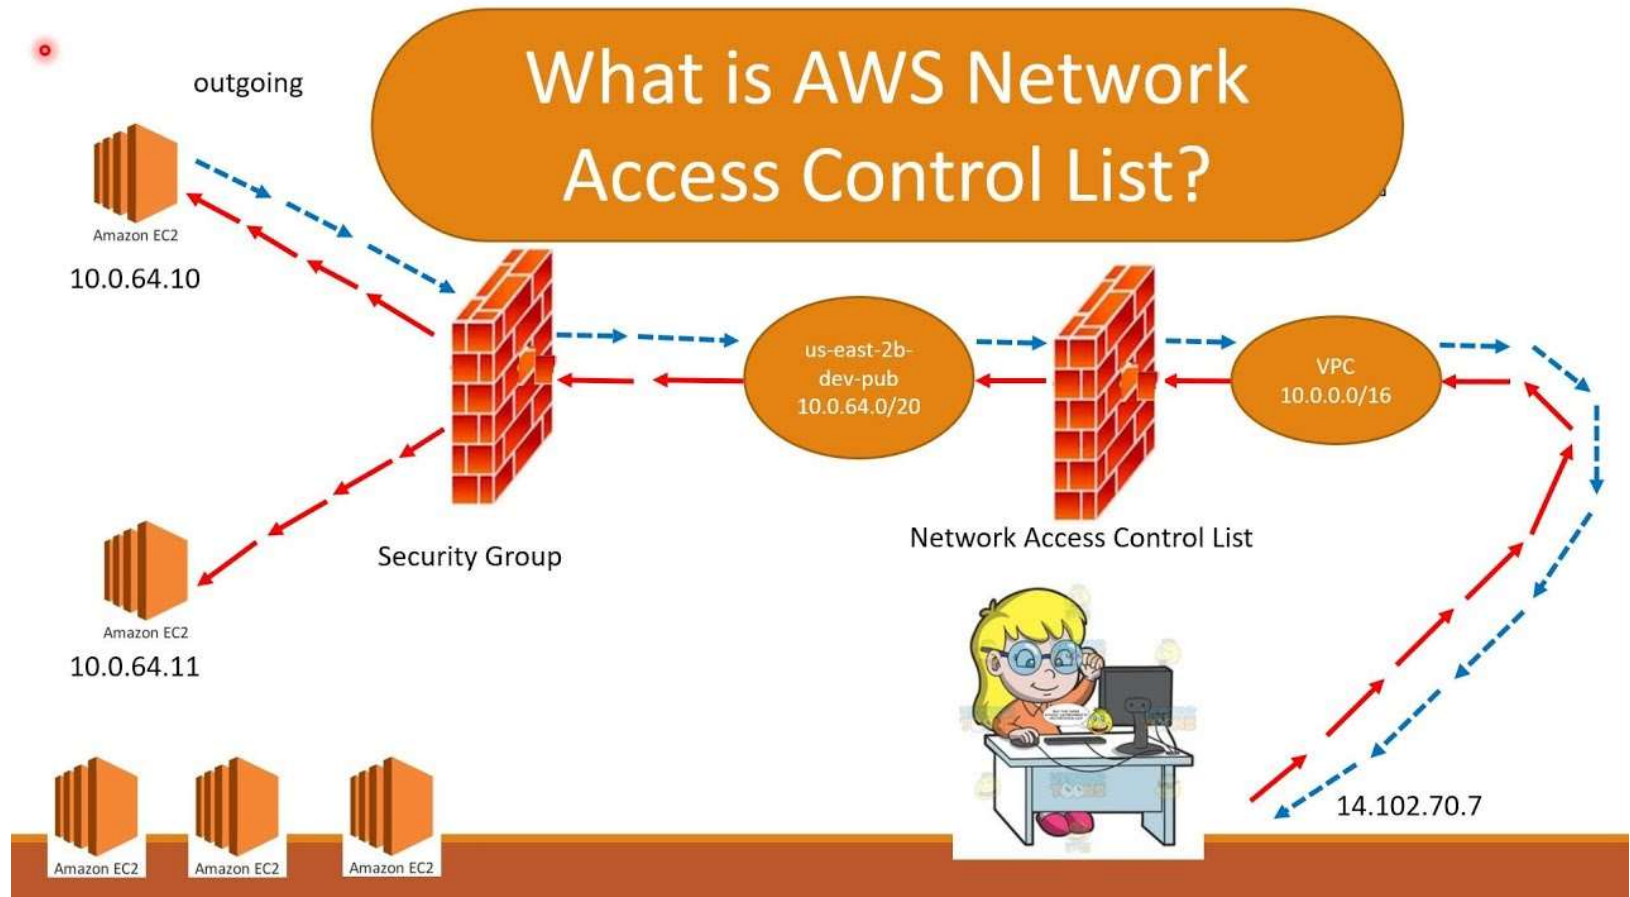 What is AWS Network
Access Control List?
outgoing
Amazon EC2
10.0.64.10
us-east-2b-
dev-pub
10.0.64.0/20
VPC
10.0.0.0/16
Security Group
Network Access Control List
Amazon EC2
10.0.64.11
14.102.70.7
Amazon EC2
Amazon EC2
Amazon EC2